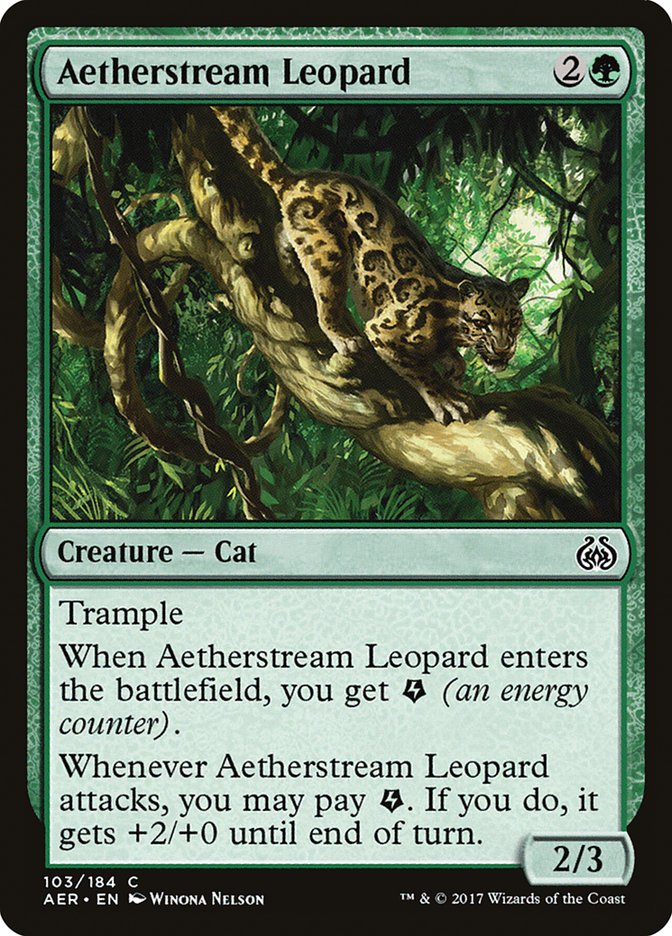 Aetherstream Leopard 2
Creature — Cat
Trample
When Aetherstream Leopard enters
the battlefield, you get (an energy
counter).
Whenever Aetherstream Leopard
attacks, you may pay . If you do, it
gets +2/+0 until end of turn.
2/3
103/184 C
AER • EN Winona Nelson
™ & © 2017 Wizards of the Coast